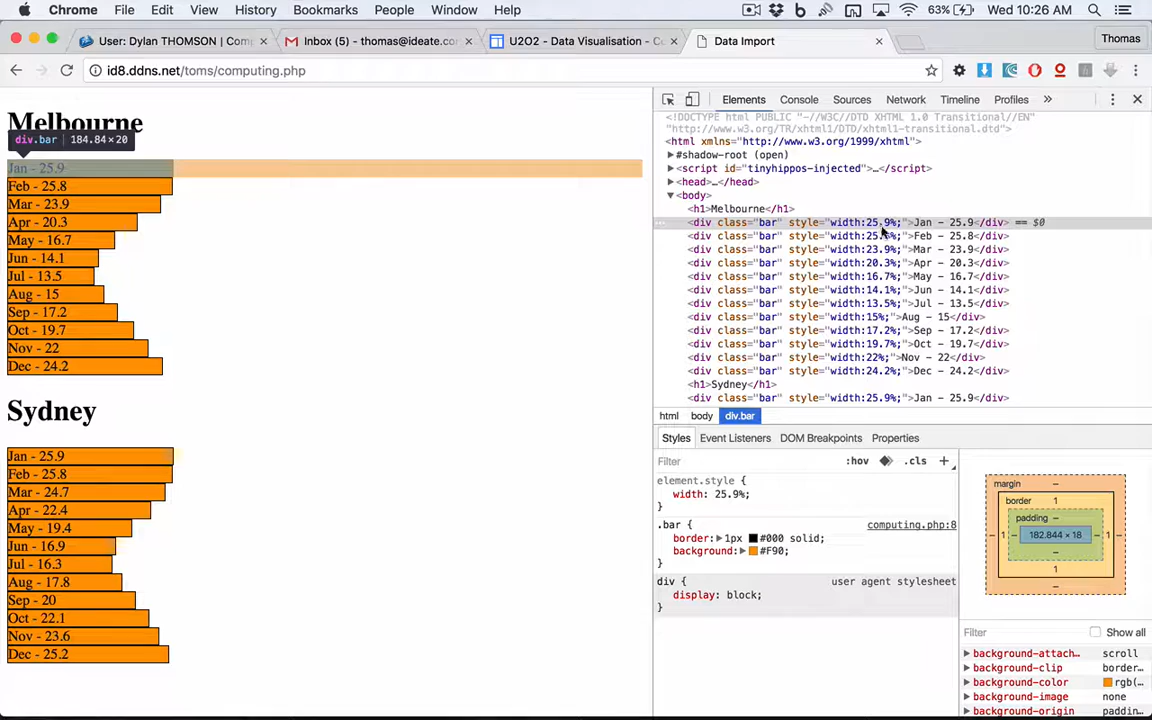 Chrome File Edit View History Bookmarks People Window Help 63% Wed 10:26 AM
User: Dylan THOMSON | Com Inbox (5) - thomas@ideate.co U2O2 - Data Visualisation - Co Data Import Thomas
id8.ddns.net/toms/computing.php
Melbourne
div.bar | 184.84×20
Jan - 25.9
Feb - 25.8
Mar - 23.9
Apr - 20.3
May - 16.7
Jun - 14.1
Jul - 13.5
Aug - 15
Sep - 17.2
Oct - 19.7
Nov - 22
Dec - 24.2
Sydney
Jan - 25.9
Feb - 25.8
Mar - 24.7
Apr - 22.4
May - 19.4
Jun - 16.9
Jul - 16.3
Aug - 17.8
Sep - 20
Oct - 22.1
Nov - 23.6
Dec - 25.2
Elements Console Sources Network Timeline Profiles »
<!DOCTYPE html PUBLIC "-//W3C//DTD XHTML 1.0 Transitional//EN"
"http://www.w3.org/TR/xhtml1/DTD/xhtml1-transitional.dtd">
<html xmlns="http://www.w3.org/1999/xhtml">
#shadow-root (open)
<script id="tinyhippos-injected">…</script>
<head>…</head>
<body>
<h1>Melbourne</h1>
<div class="bar" style="width:25.9%;">Jan - 25.9</div> == $0
<div class="bar" style="width:25.8%;">Feb - 25.8</div>
<div class="bar" style="width:23.9%;">Mar - 23.9</div>
<div class="bar" style="width:20.3%;">Apr - 20.3</div>
<div class="bar" style="width:16.7%;">May - 16.7</div>
<div class="bar" style="width:14.1%;">Jun - 14.1</div>
<div class="bar" style="width:13.5%;">Jul - 13.5</div>
<div class="bar" style="width:15%;">Aug - 15</div>
<div class="bar" style="width:17.2%;">Sep - 17.2</div>
<div class="bar" style="width:19.7%;">Oct - 19.7</div>
<div class="bar" style="width:22%;">Nov - 22</div>
<div class="bar" style="width:24.2%;">Dec - 24.2</div>
<h1>Sydney</h1>
<div class="bar" style="width:25.9%;">Jan - 25.9</div>
html body div.bar
Styles Event Listeners DOM Breakpoints Properties
Filter :hov .cls +
element.style {
width: 25.9%;
}
.bar { computing.php:8
border: 1px #000 solid;
background: #F90;
}
div { user agent stylesheet
display: block;
}
margin –
border 1
padding –
– 1 – 182.844 × 18 – 1 –
–
1
–
Filter Show all
background-attach… scroll
background-clip border…
background-color rgb(…
background-image none
background-origin paddin…